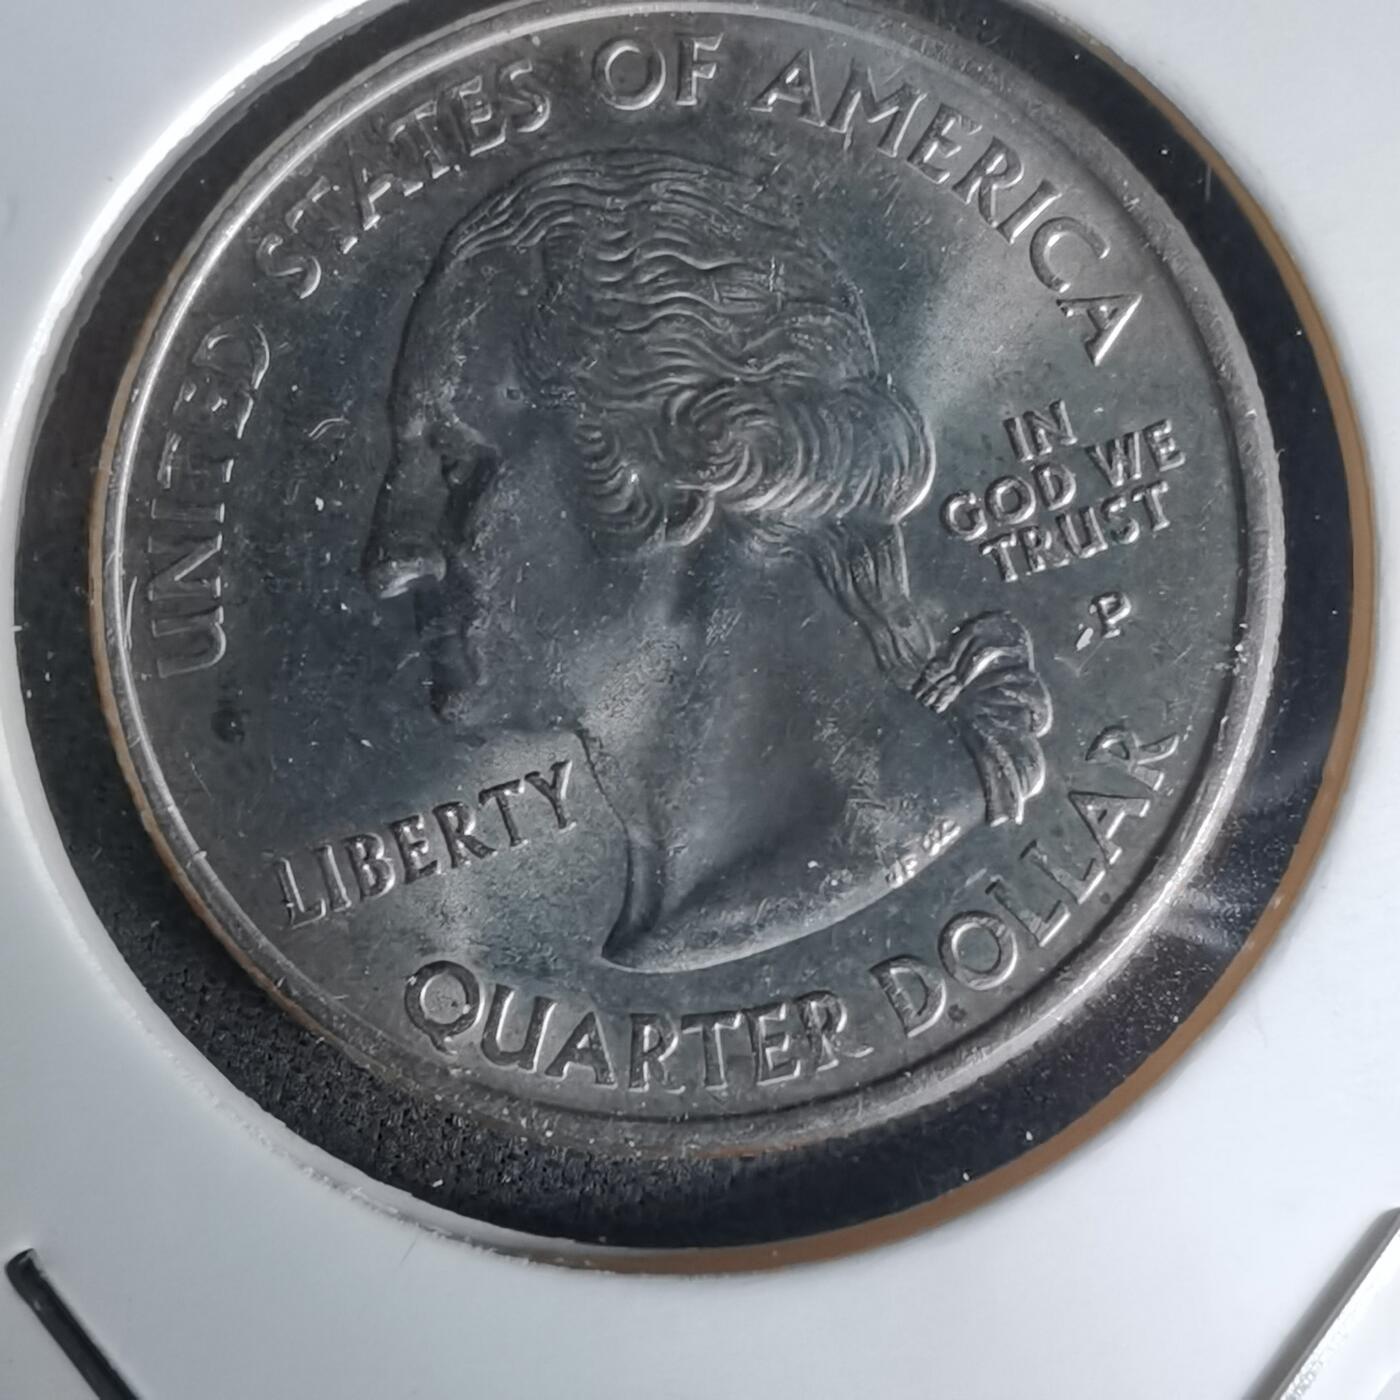 UNITED STATES OF AMERICA
LIBERTY
IN
GOD WE
TRUST
P
QUARTER DOLLAR